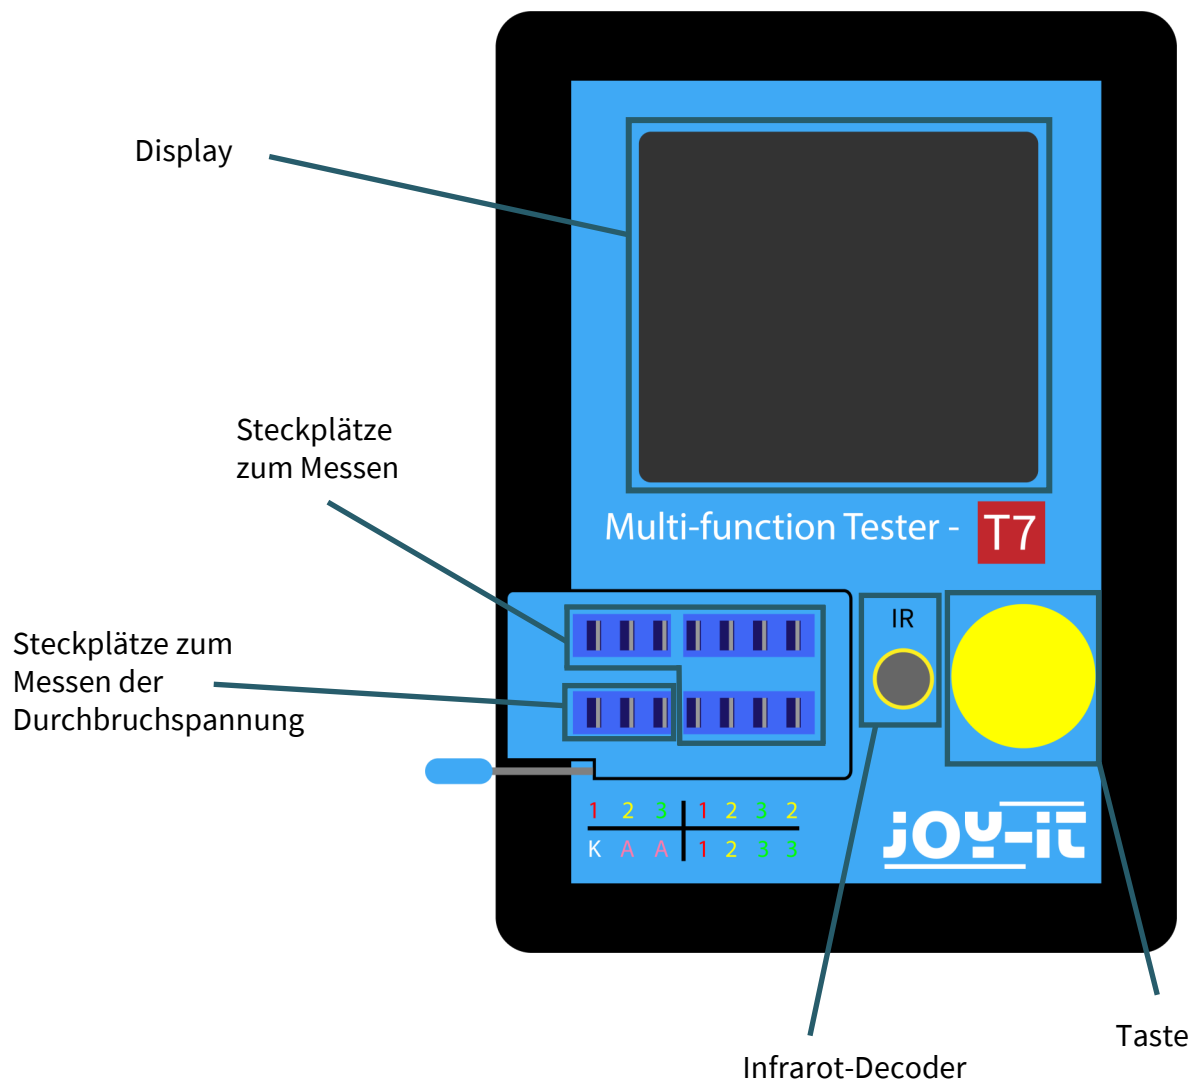 Display
Steckplätze
zum Messen
Multi-function Tester - T7
IR
Steckplätze zum
Messen der
Durchbruchspannung
1 2 3 1 2 3 2
K A A 1 2 3 3
JOY-iT
Taste
Infrarot-Decoder